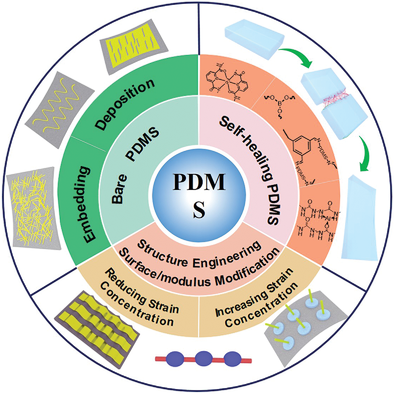 Deposition
Embedding
Bare PDMS
Self-healing PDMS
PDM
S
Structure Engineering
Surface/modulus Modification
Reducing Strain
Concentration
Increasing Strain
Concentration